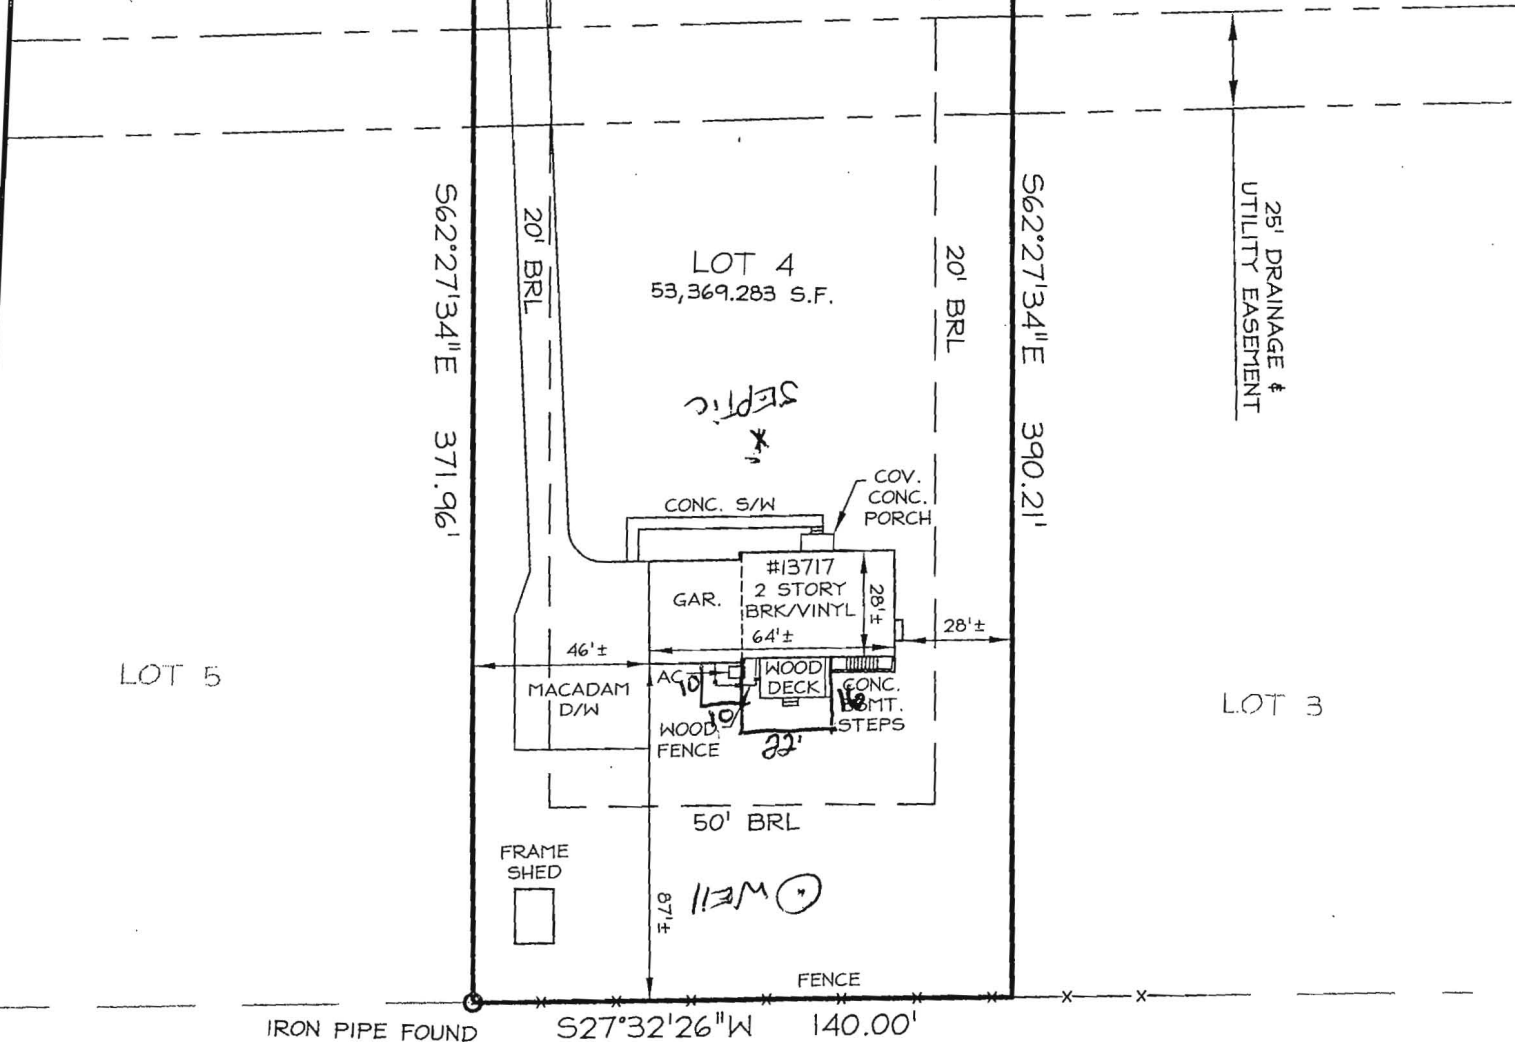 25' DRAINAGE &
UTILITY EASEMENT
S62°27'34"E 371.96'
20' BRL
LOT 4
53,369.283 S.F.
20' BRL
S62°27'34"E 390.21'
SEPTIC
COV.
CONC.
PORCH
CONC. S/W
#13717
2 STORY
BRK/VINYL
GAR.
28'±
64'±
28'±
46'±
LOT 5
MACADAM
D/W
AC
10
10
WOOD
DECK
CONC.
BSMT.
STEPS
16
WOOD
FENCE
22'
LOT 3
50' BRL
FRAME
SHED
WEll
87'±
FENCE
IRON PIPE FOUND
S27°32'26"W 140.00'